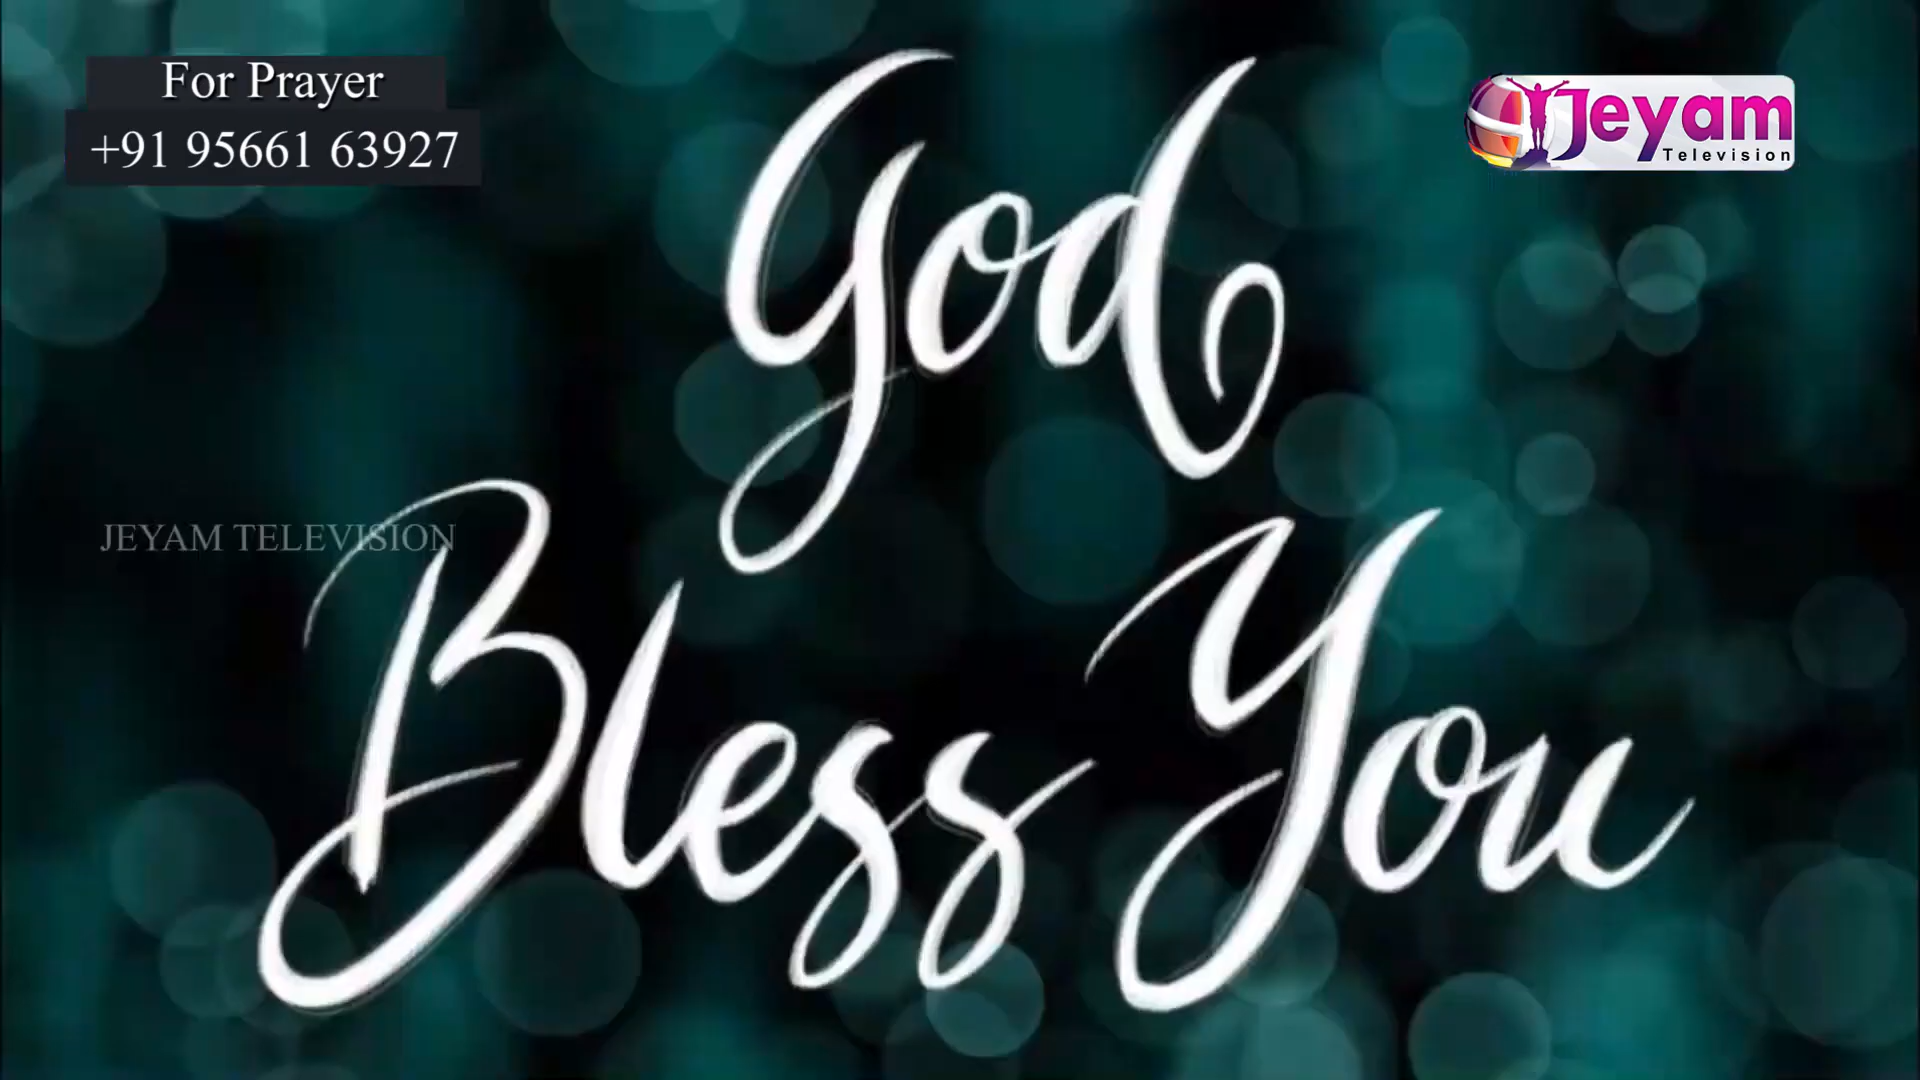 For Prayer
+91 95661 63927
Jeyam
Television
God
JEYAM TELEVISION
Bless You